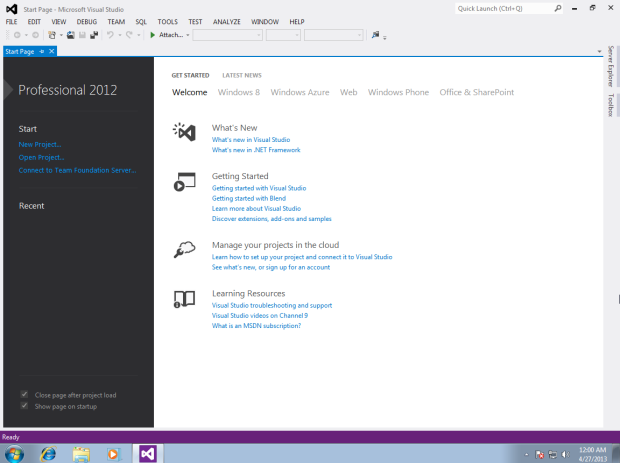 Start Page - Microsoft Visual Studio
Quick Launch (Ctrl+Q)
FILE EDIT VIEW DEBUG TEAM SQL TOOLS TEST ANALYZE WINDOW HELP
Attach...
Start Page
Server Explorer
Toolbox
Professional 2012
Start
New Project...
Open Project...
Connect to Team Foundation Server...
Recent
Close page after project load
Show page on startup
GET STARTED LATEST NEWS
Welcome Windows 8 Windows Azure Web Windows Phone Office & SharePoint
What's New
What's new in Visual Studio
What's new in .NET Framework
Getting Started
Getting started with Visual Studio
Getting started with Blend
Learn more about Visual Studio
Discover extensions, add-ons and samples
Manage your projects in the cloud
Learn how to set up your project and connect it to Visual Studio
See what's new, or sign up for an account
Learning Resources
Visual Studio troubleshooting and support
Visual Studio videos on Channel 9
What is an MSDN subscription?
Ready
12:00 AM
4/27/2013